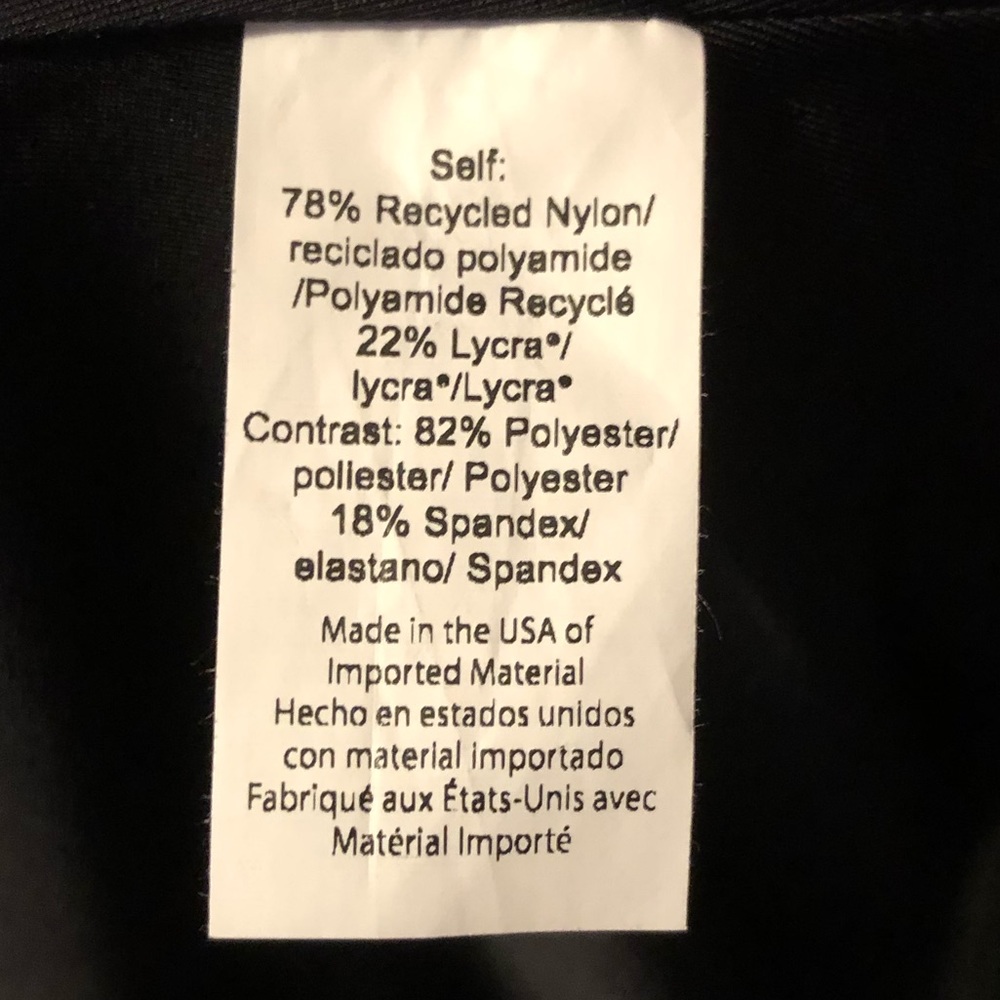 Self:
78% Recycled Nylon/
reciclado polyamide
/Polyamide Recyclé
22% Lycra®/
lycra®/Lycra®
Contrast: 82% Polyester/
poliester/ Polyester
18% Spandex/
elastano/ Spandex
Made in the USA of
Imported Material
Hecho en estados unidos
con material importado
Fabriqué aux États-Unis avec
Matérial Importé